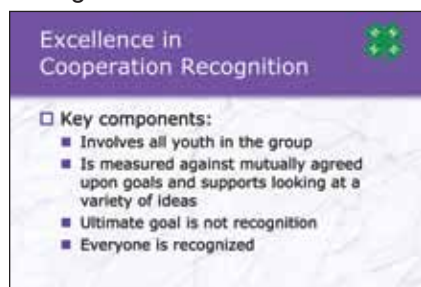 Excellence in
Cooperation Recognition
Key components:
Involves all youth in the group
Is measured against mutually agreed
upon goals and supports looking at a
variety of ideas
Ultimate goal is not recognition
Everyone is recognized